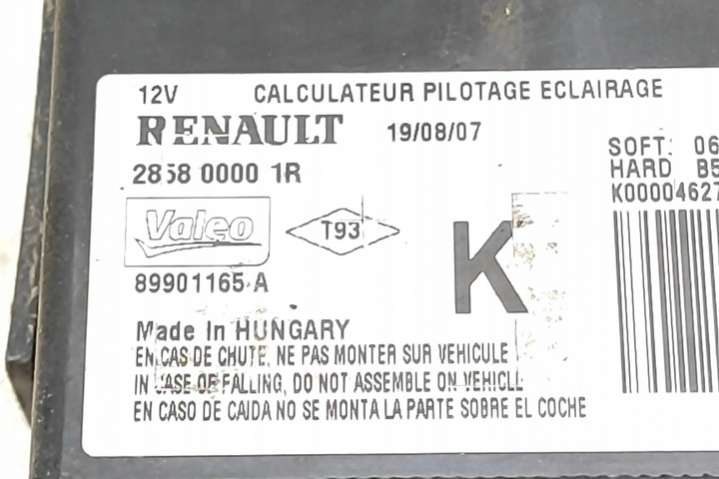 12V CALCULATEUR PILOTAGE ECLAIRAGE
RENAULT 19/08/07
SOFT: 06
2858 0000 1R
HARD B5
K00004627
Valeo T93 K
89901165-A
Made In HUNGARY
EN CAS DE CHUTE, NE PAS MONTER SUR VEHICULE
IN CASE OF FALLING, DO NOT ASSEMBLE ON VEHICLE
EN CASO DE CAIDA NO SE MONTA LA PARTE SOBRE EL COCHE